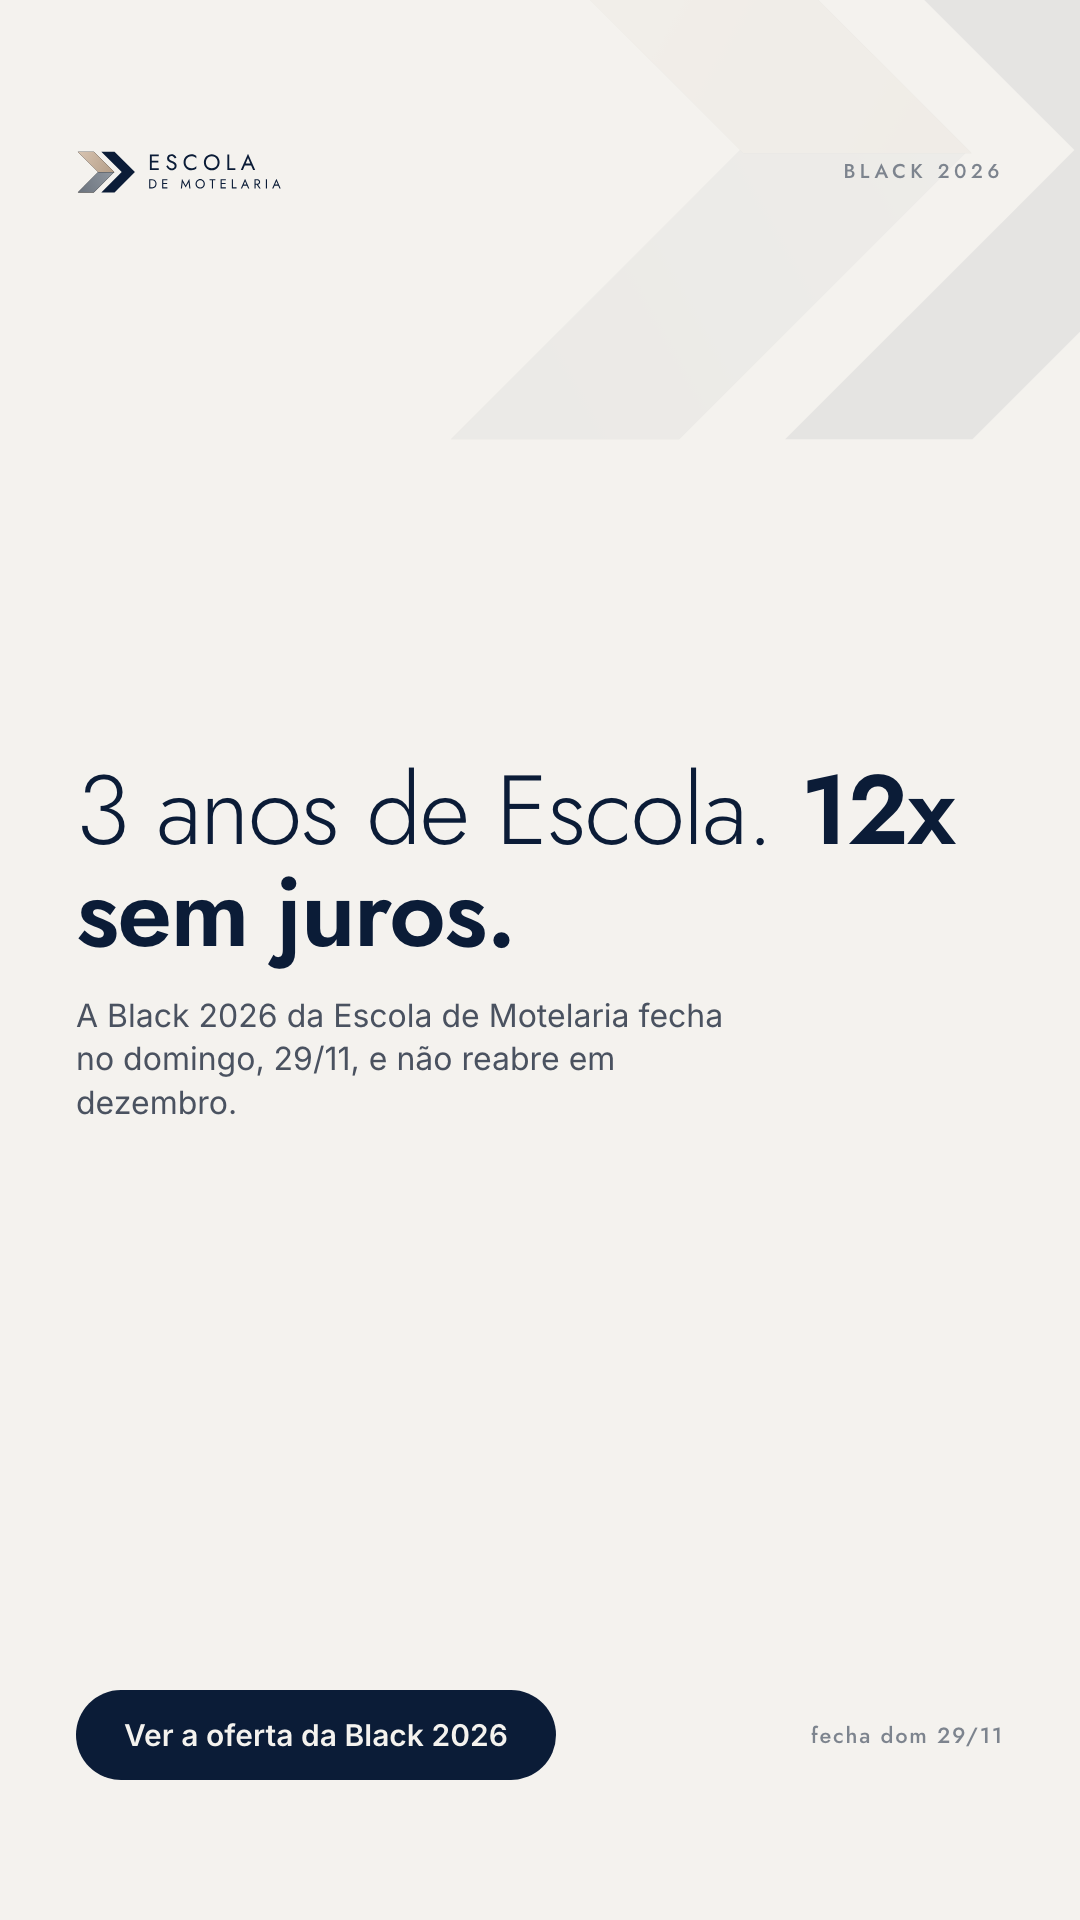 ESCOLA
DE MOTELARIA
BLACK 2026
3 anos de Escola. 12x
sem juros.
A Black 2026 da Escola de Motelaria fecha
no domingo, 29/11, e não reabre em
dezembro.
Ver a oferta da Black 2026
fecha dom 29/11